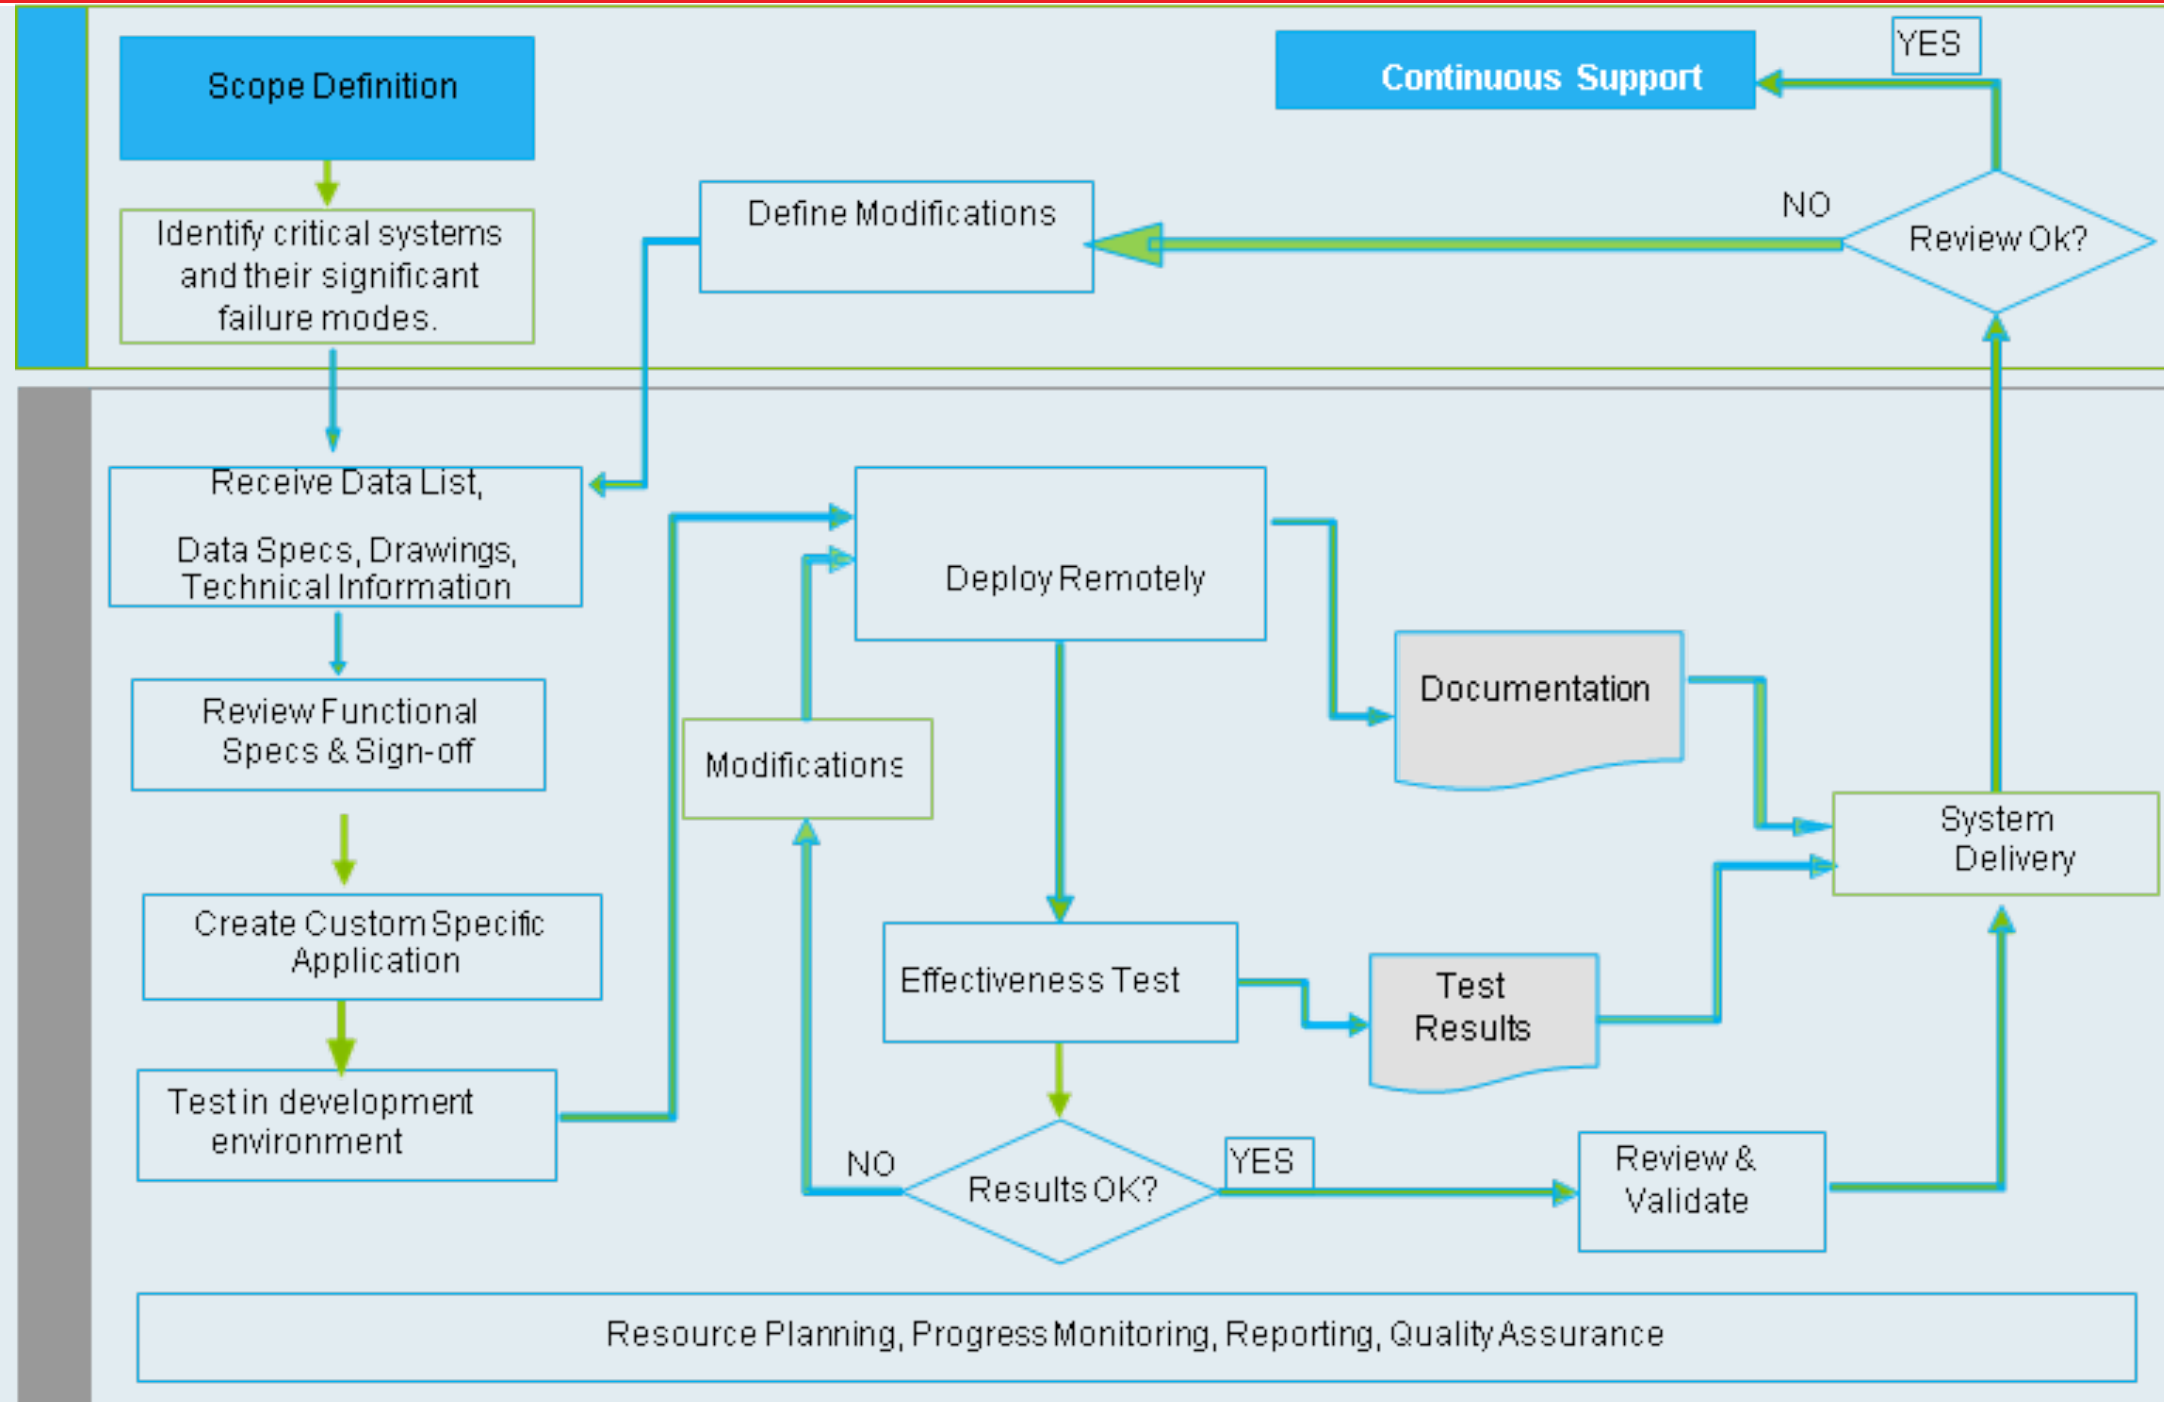 Scope Definition
Continuous Support
YES
Identify critical systems
and their significant
failure modes.
Define Modifications
NO
Review Ok?
Receive Data List,
Data Specs, Drawings,
Technical Information
Deploy Remotely
Review Functional
Specs & Sign-off
Modifications
Documentation
System
Delivery
Create Custom Specific
Application
Effectiveness Test
Test
Results
Test in development
environment
NO
Results OK?
YES
Review &
Validate
Resource Planning, Progress Monitoring, Reporting, Quality Assurance